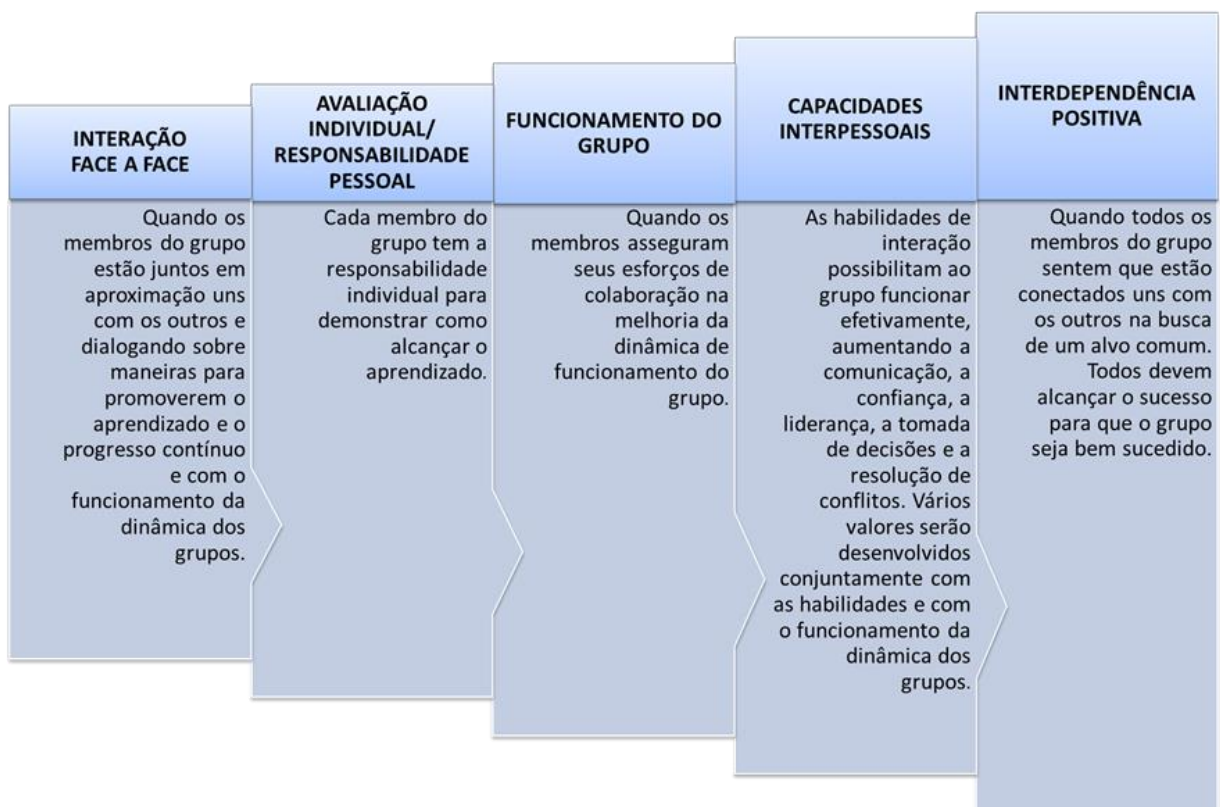 INTERAÇÃO
FACE A FACE
Quando os
membros do grupo
estão juntos em
aproximação uns
com os outros e
dialogando sobre
maneiras para
promoverem o
aprendizado e o
progresso contínuo
e com o
funcionamento da
dinâmica dos
grupos.
AVALIAÇÃO
INDIVIDUAL/
RESPONSABILIDADE
PESSOAL
Cada membro do
grupo tem a
responsabilidade
individual para
demonstrar como
alcançar o
aprendizado.
FUNCIONAMENTO DO
GRUPO
Quando os
membros asseguram
seus esforços de
colaboração na
melhoria da
dinâmica de
funcionamento do
grupo.
CAPACIDADES
INTERPESSOAIS
As habilidades de
interação
possibilitam ao
grupo funcionar
efetivamente,
aumentando a
comunicação, a
confiança, a
liderança, a tomada
de decisões e a
resolução de
conflitos. Vários
valores serão
desenvolvidos
conjuntamente com
as habilidades e com
o funcionamento da
dinâmica dos
grupos.
INTERDEPENDÊNCIA
POSITIVA
Quando todos os
membros do grupo
sentem que estão
conectados uns com
os outros na busca
de um alvo comum.
Todos devem
alcançar o sucesso
para que o grupo
seja bem sucedido.